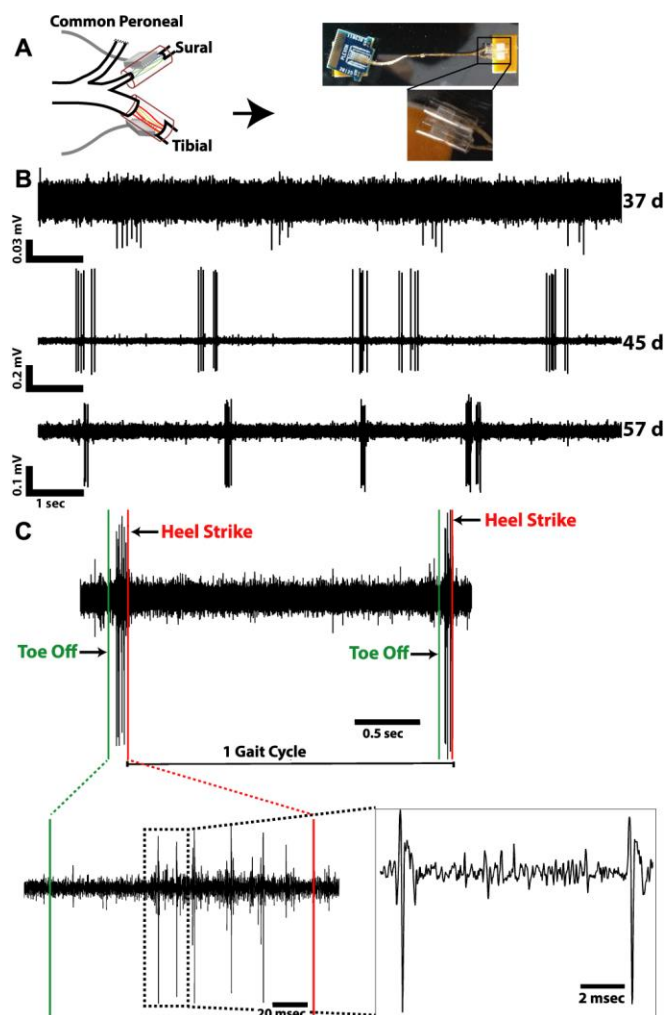 A
Common Peroneal
Sural
Tibial
B
37 d
0.03 mV
45 d
0.2 mV
57 d
0.1 mV
1 sec
C
Heel Strike
Heel Strike
Toe Off
Toe Off
0.5 sec
1 Gait Cycle
20 msec
2 msec